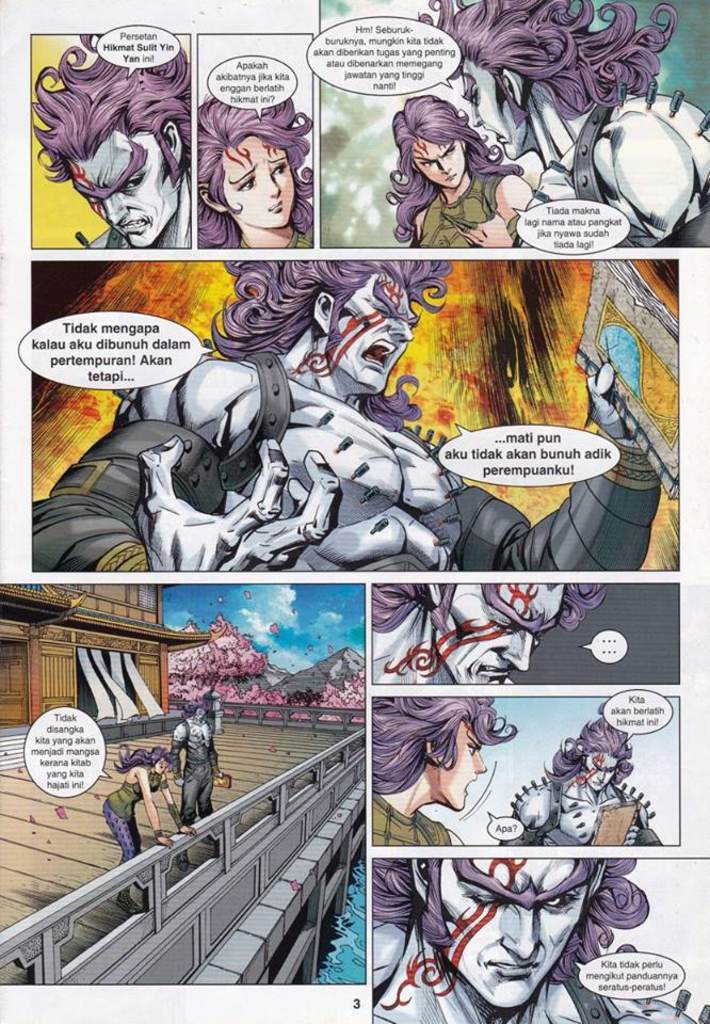 Persetan
Hikmat Sulit Yin
Yan ini!
Apakah
akibatnya jika kita
enggan berlatih
hikmat ini?
Hm! Seburuk-
buruknya, mungkin kita tidak
akan diberikan tugas yang penting
atau dibenarkan memegang
jawatan yang tinggi
nanti!
Tiada makna
lagi nama atau pangkat
jika nyawa sudah
tiada lagi!
Tidak mengapa
kalau aku dibunuh dalam
pertempuran! Akan
tetapi...
...mati pun
aku tidak akan bunuh adik
perempuanku!
Tidak
disangka
kita yang akan
menjadi mangsa
kerana kitab
yang kita
hajati ini!
...
...
Kita
akan berlatih
hikmat ini!
Apa?
Kita tidak perlu
mengikut panduannya
seratus-peratus!
3